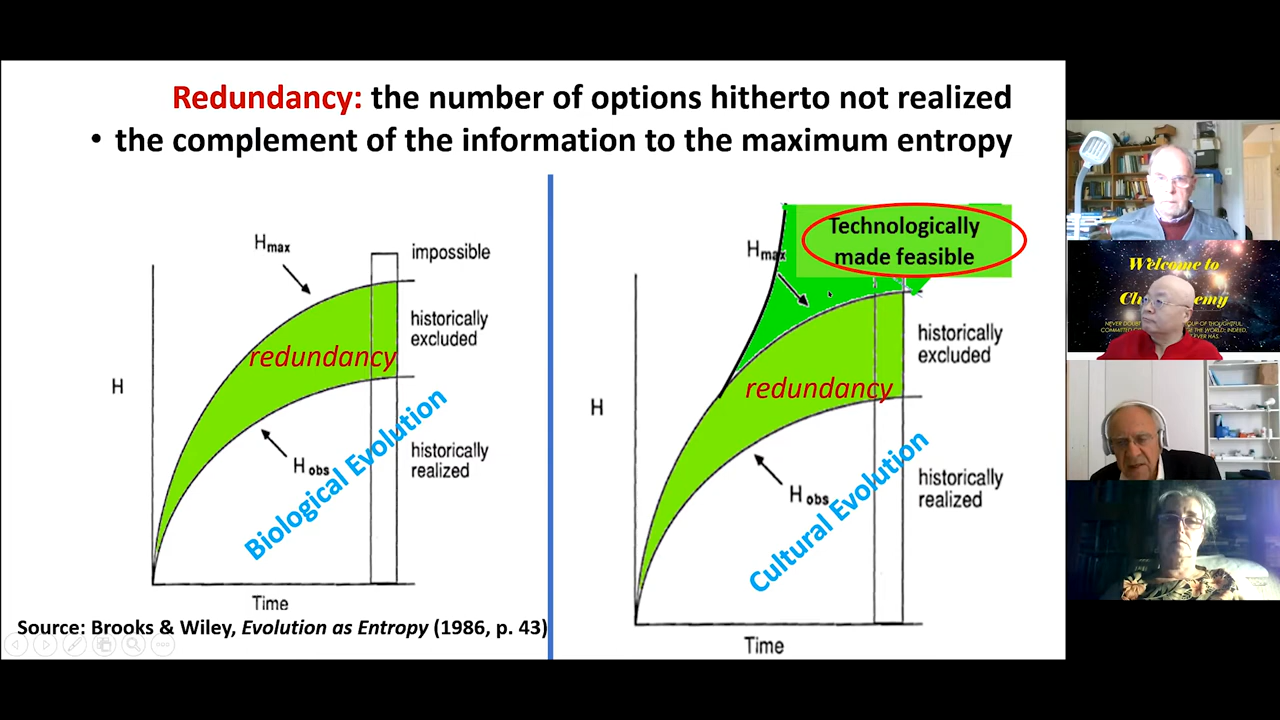 Redundancy: the number of options hitherto not realized
• the complement of the information to the maximum entropy
Hmax
impossible
historically
excluded
redundancy
H
Hobs
historically
realized
Biological Evolution
Time
Source: Brooks & Wiley, Evolution as Entropy (1986, p. 43)
Technologically
made feasible
Hmax
historically
excluded
redundancy
H
Hobs
historically
realized
Cultural Evolution
Time
Welcome to
NEVER DOUBT